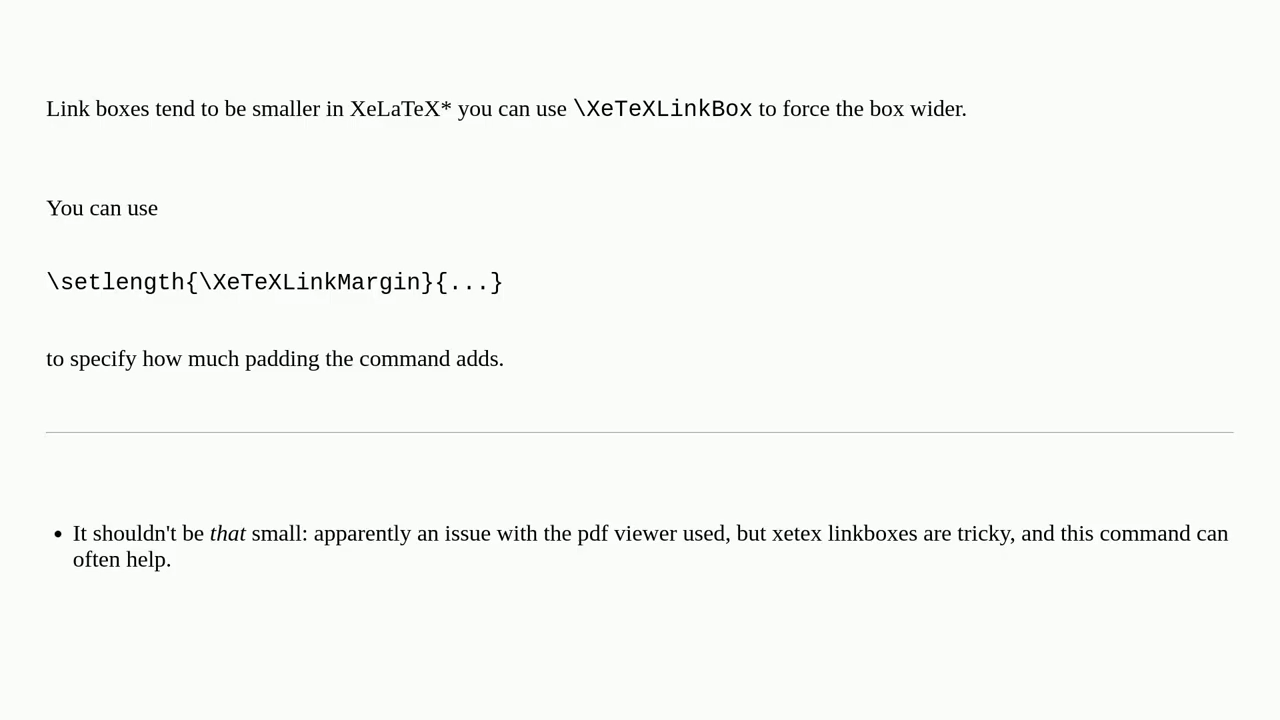 Link boxes tend to be smaller in XeLaTeX* you can use \XeTeXLinkBox to force the box wider.
You can use
\setlength{\XeTeXLinkMargin}{...}
to specify how much padding the command adds.
• It shouldn't be that small: apparently an issue with the pdf viewer used, but xetex linkboxes are tricky, and this command can
often help.